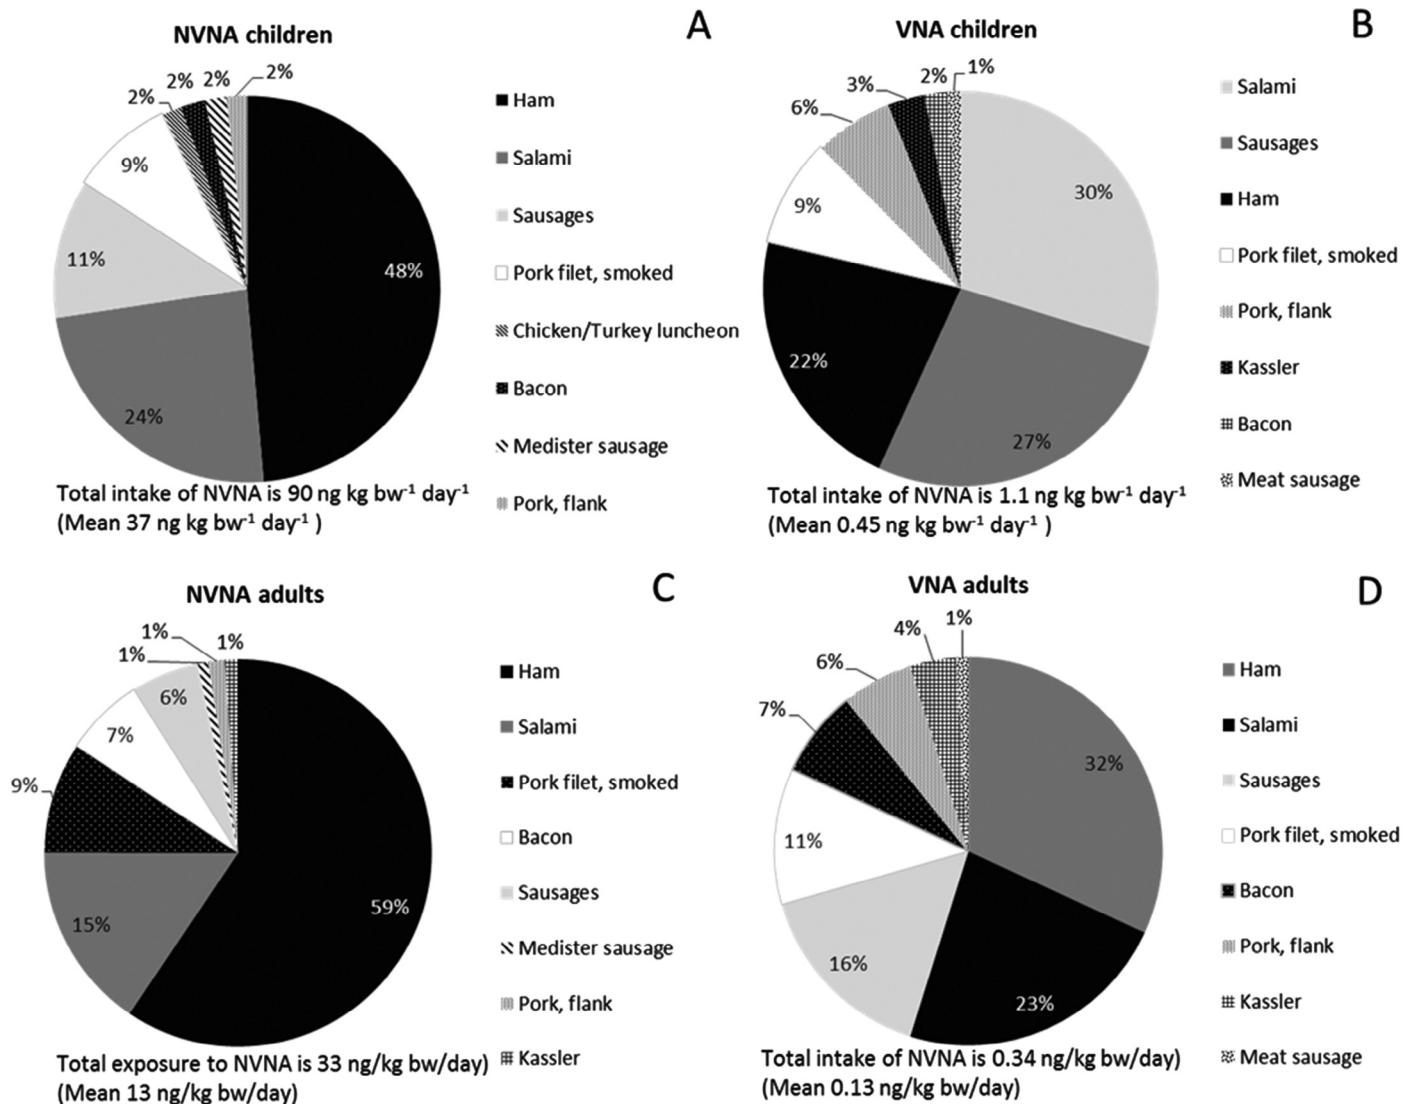 NVNA children
A
2%
2%
2%
2%
9%
11%
24%
48%
Ham
Salami
Sausages
Pork filet, smoked
Chicken/Turkey luncheon
Bacon
Medister sausage
Pork, flank
Total intake of NVNA is 90 ng kg bw⁻¹ day⁻¹
(Mean 37 ng kg bw⁻¹ day⁻¹ )
VNA children
B
1%
2%
3%
6%
9%
22%
27%
30%
Salami
Sausages
Ham
Pork filet, smoked
Pork, flank
Kassler
Bacon
Meat sausage
Total intake of NVNA is 1.1 ng kg bw⁻¹ day⁻¹
(Mean 0.45 ng kg bw⁻¹ day⁻¹ )
NVNA adults
C
1%
1%
1%
6%
7%
9%
15%
59%
Ham
Salami
Pork filet, smoked
Bacon
Sausages
Medister sausage
Pork, flank
Kassler
Total exposure to NVNA is 33 ng/kg bw/day)
(Mean 13 ng/kg bw/day)
VNA adults
D
1%
4%
6%
7%
11%
16%
23%
32%
Ham
Salami
Sausages
Pork filet, smoked
Bacon
Pork, flank
Kassler
Meat sausage
Total intake of NVNA is 0.34 ng/kg bw/day)
(Mean 0.13 ng/kg bw/day)